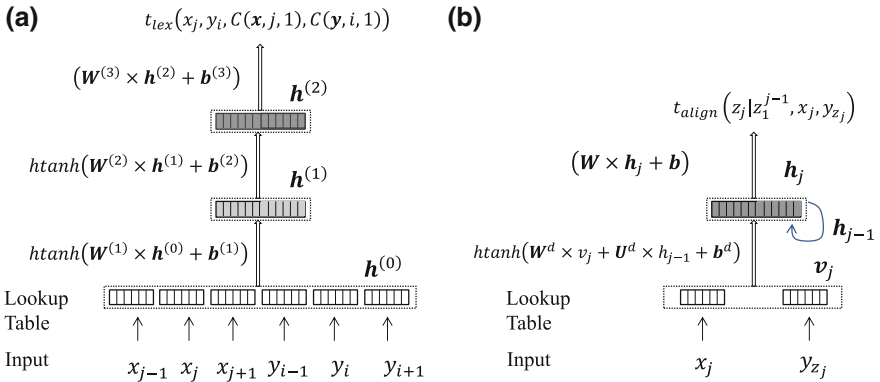 (a)
t_lex(x_j, y_i, C(𝒙, j, 1), C(𝒚, i, 1))
(𝑾^(3) × 𝒉^(2) + 𝒃^(3))
𝒉^(2)
htanh(𝑾^(2) × 𝒉^(1) + 𝒃^(2))
𝒉^(1)
htanh(𝑾^(1) × 𝒉^(0) + 𝒃^(1))
𝒉^(0)
Lookup
Table
Input x_{j−1} x_j x_{j+1} y_{i−1} y_i y_{i+1}
(b)
t_align(z_j|z_1^{j−1}, x_j, y_{z_j})
(𝑾 × 𝒉_j + 𝒃)
𝒉_j
𝒉_{j−1}
htanh(𝑾^d × v_j + 𝑼^d × h_{j−1} + 𝒃^d)
𝒗_j
Lookup
Table
Input x_j y_{z_j}